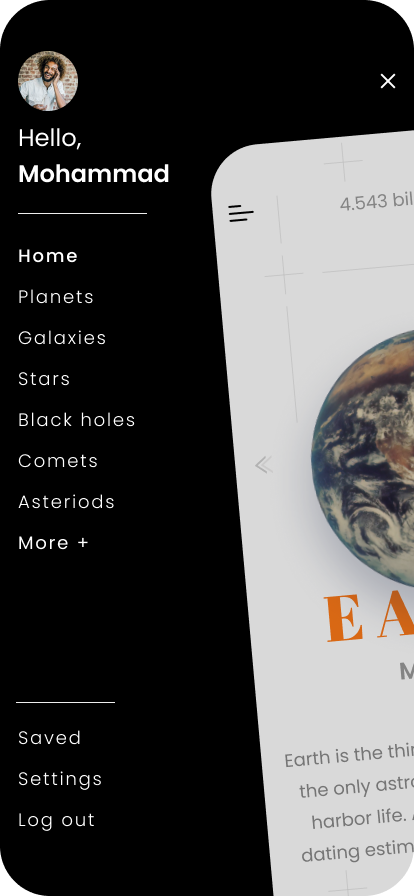 Hello,
Mohammad
Home
Planets
Galaxies
Stars
Black holes
Comets
Asteriods
More +
Saved
Settings
Log out
4.543 bil
EA
M
Earth is the thir
the only astro
harbor life. A
dating estim